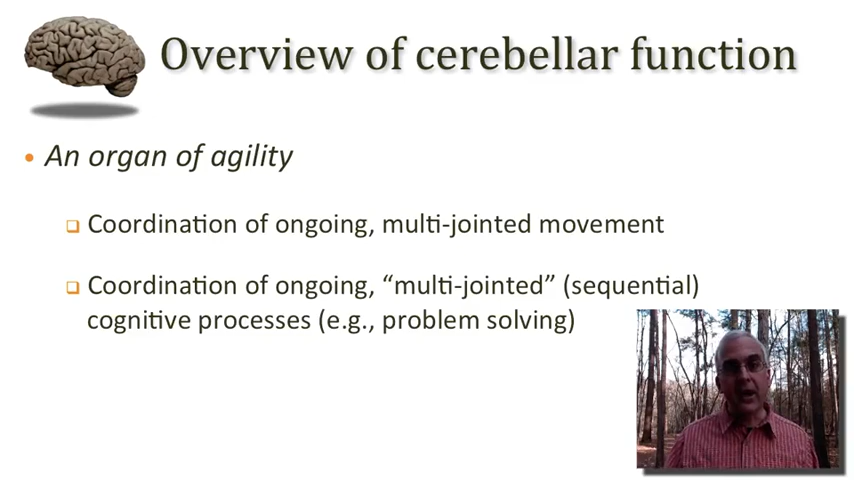 Overview of cerebellar function
• An organ of agility
❑ Coordination of ongoing, multi-jointed movement
❑ Coordination of ongoing, “multi-jointed” (sequential)
cognitive processes (e.g., problem solving)